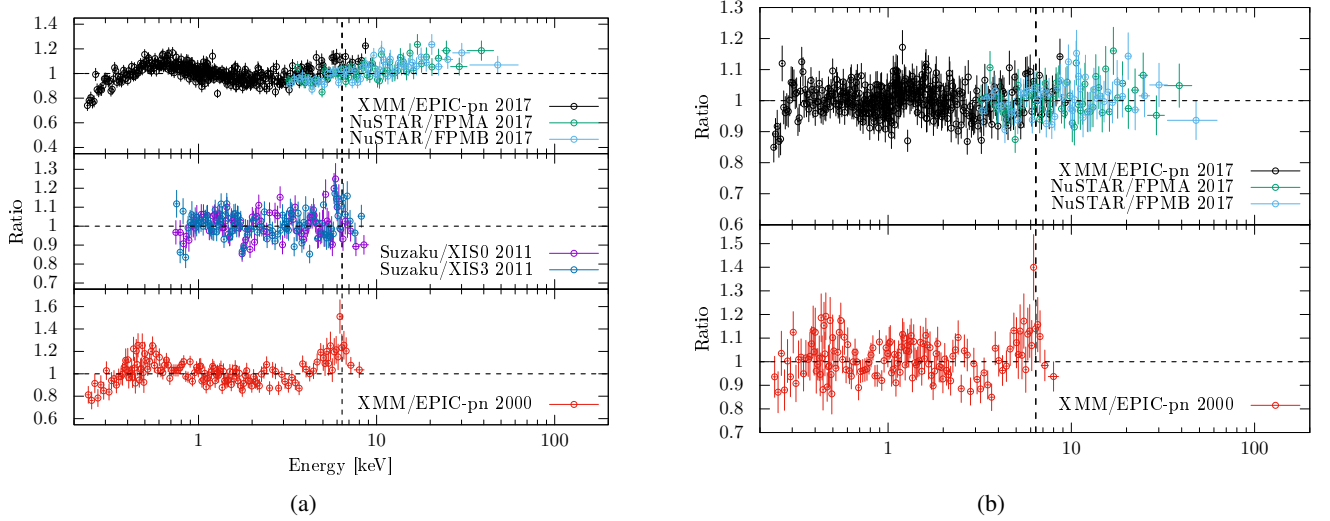 1.4
1.2
1
0.8
0.6
0.4
XMM/EPIC-pn 2017
NuSTAR/FPMA 2017
NuSTAR/FPMB 2017
1.3
1.2
1.1
1
0.9
0.8
0.7
Ratio
Suzaku/XIS0 2011
Suzaku/XIS3 2011
1.6
1.4
1.2
1
0.8
0.6
XMM/EPIC-pn 2000
1 10 100
Energy [keV]
(a)
1.3
1.2
1.1
1
0.9
0.8
0.7
0.6
Ratio
XMM/EPIC-pn 2017
NuSTAR/FPMA 2017
NuSTAR/FPMB 2017
1.5
1.4
1.3
1.2
1.1
1
0.9
0.8
0.7
Ratio
XMM/EPIC-pn 2000
1 10 100
(b)